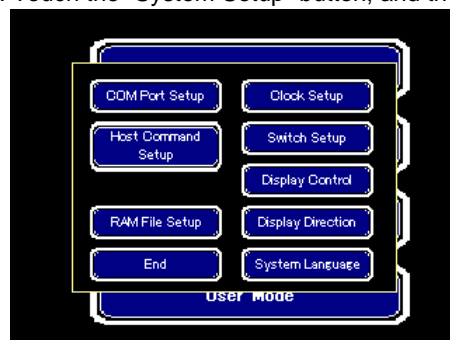 Touch the "System Setup" button, and th
COM Port Setup
Clock Setup
Host Command
Setup
Switch Setup
Display Control
RAM File Setup
Display Direction
End
System Language
User Mode